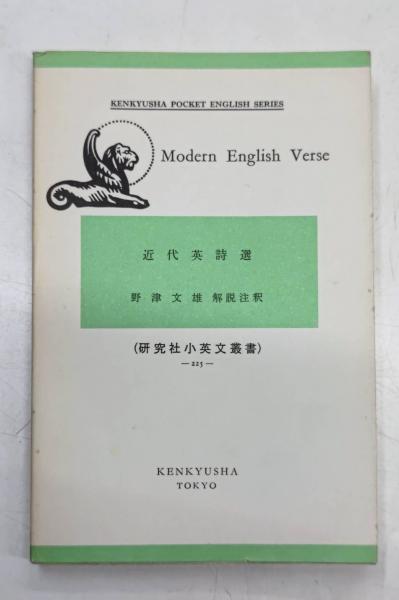 KENKYUSHA POCKET ENGLISH SERIES
Modern English Verse
近代英詩選
野津文雄 解説注釈
(研究社小英文叢書)
— 225 —
KENKYUSHA
TOKYO